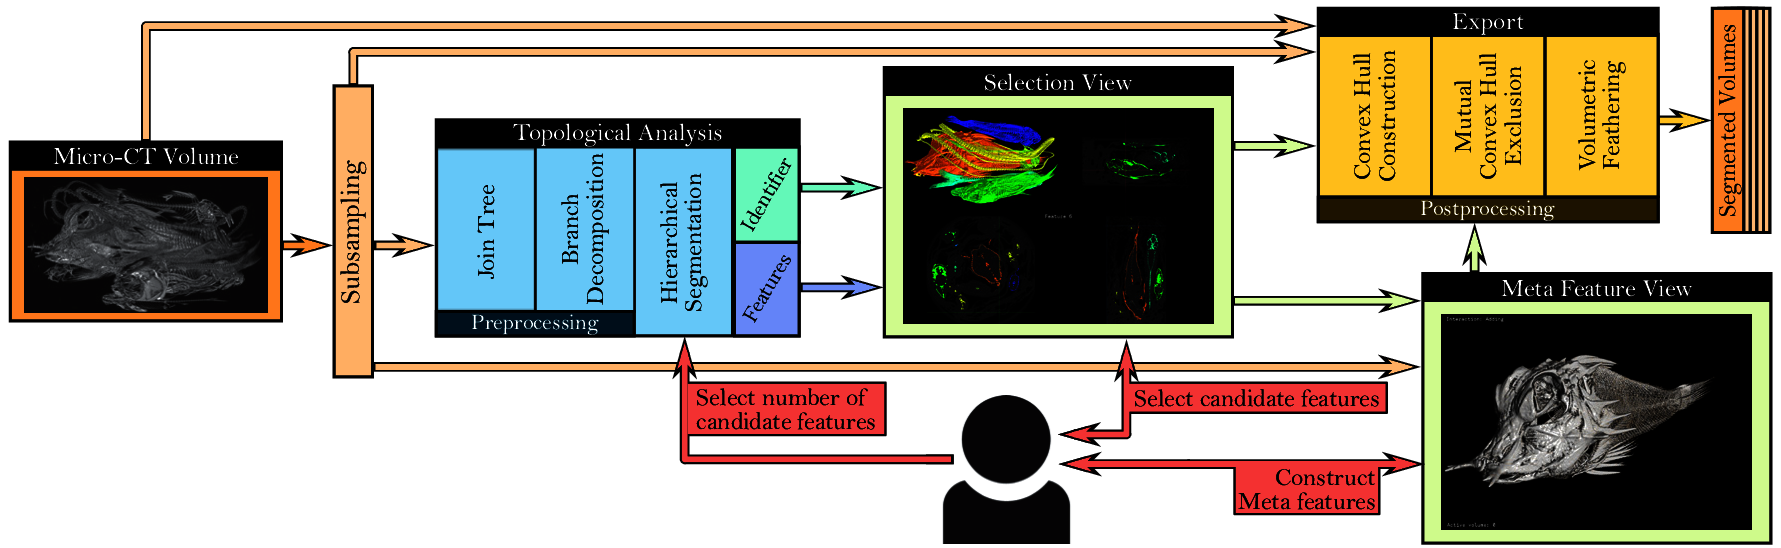 Micro-CT Volume
Subsampling
Topological Analysis
Join Tree
Branch
Decomposition
Hierarchical
Segmentation
Identifier
Features
Preprocessing
Selection View
Feature 0
Export
Convex Hull
Construction
Mutual
Convex Hull
Exclusion
Volumetric
Feathering
Postprocessing
Segmented Volumes
Meta Feature View
Interaction: Adding
Active volume: 0
Select number of
candidate features
Select candidate features
Construct
Meta features